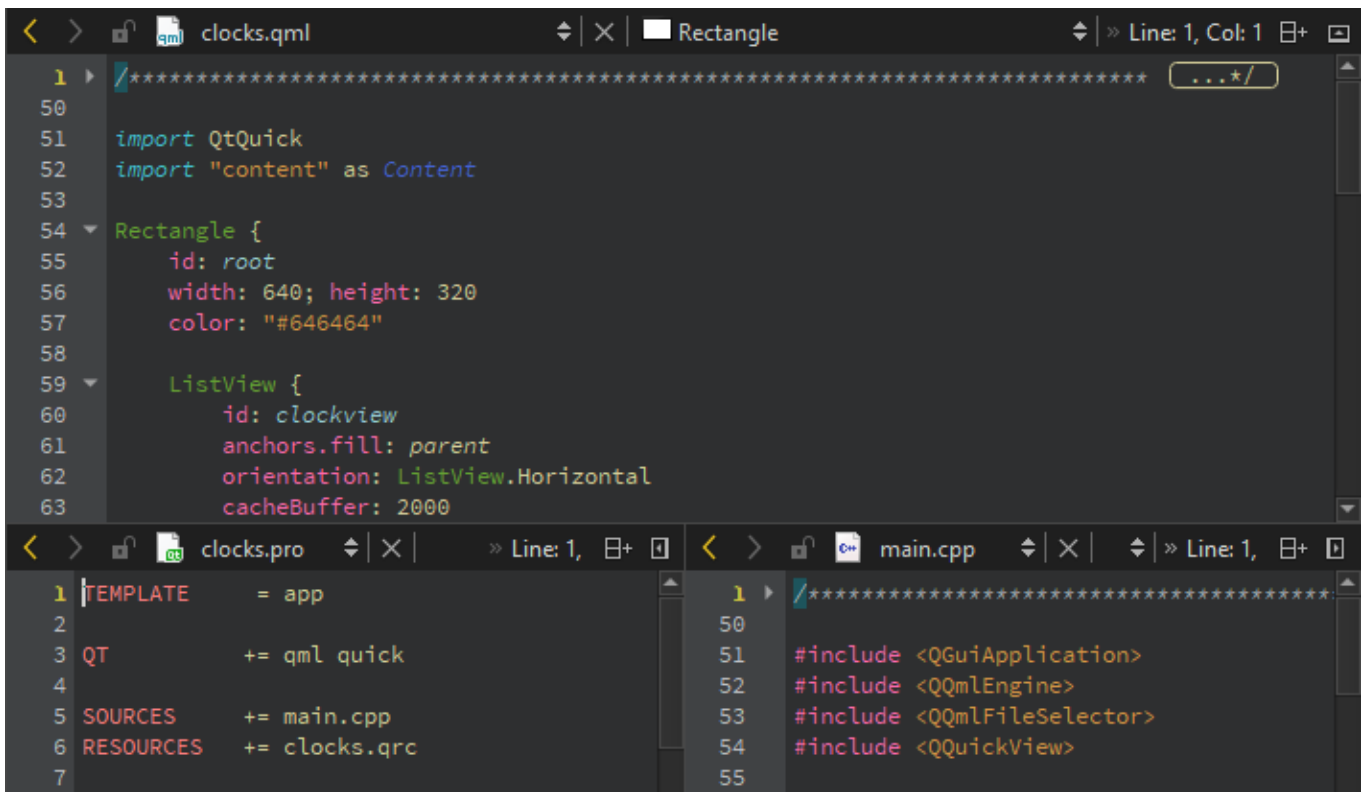 clocks.qml Rectangle » Line: 1, Col: 1
1 /**************************************************************************** ...*/
50
51 import QtQuick
52 import "content" as Content
53
54 Rectangle {
55 id: root
56 width: 640; height: 320
57 color: "#646464"
58
59 ListView {
60 id: clockview
61 anchors.fill: parent
62 orientation: ListView.Horizontal
63 cacheBuffer: 2000
clocks.pro » Line: 1,
1 TEMPLATE = app
2
3 QT += qml quick
4
5 SOURCES += main.cpp
6 RESOURCES += clocks.qrc
7
main.cpp » Line: 1,
1 /***************************************
50
51 #include <QGuiApplication>
52 #include <QQmlEngine>
53 #include <QQmlFileSelector>
54 #include <QQuickView>
55